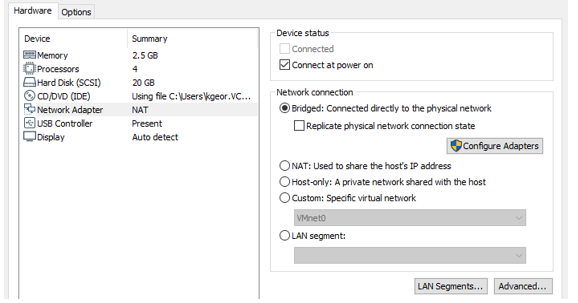 Hardware Options
Device Summary
Memory 2.5 GB
Processors 4
Hard Disk (SCSI) 20 GB
CD/DVD (IDE) Using file C:\Users\kgeor.VC...
Network Adapter NAT
USB Controller Present
Display Auto detect
Device status
Connected
Connect at power on
Network connection
Bridged: Connected directly to the physical network
Replicate physical network connection state
Configure Adapters
NAT: Used to share the host's IP address
Host-only: A private network shared with the host
Custom: Specific virtual network
VMnet0
LAN segment:
LAN Segments... Advanced...